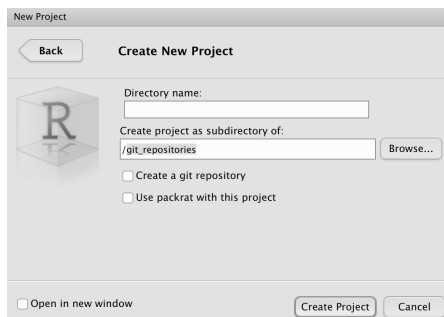 New Project
Back
Create New Project
R
Directory name:
Create project as subdirectory of:
/git_repositories
Browse...
Create a git repository
Use packrat with this project
Open in new window
Create Project
Cancel